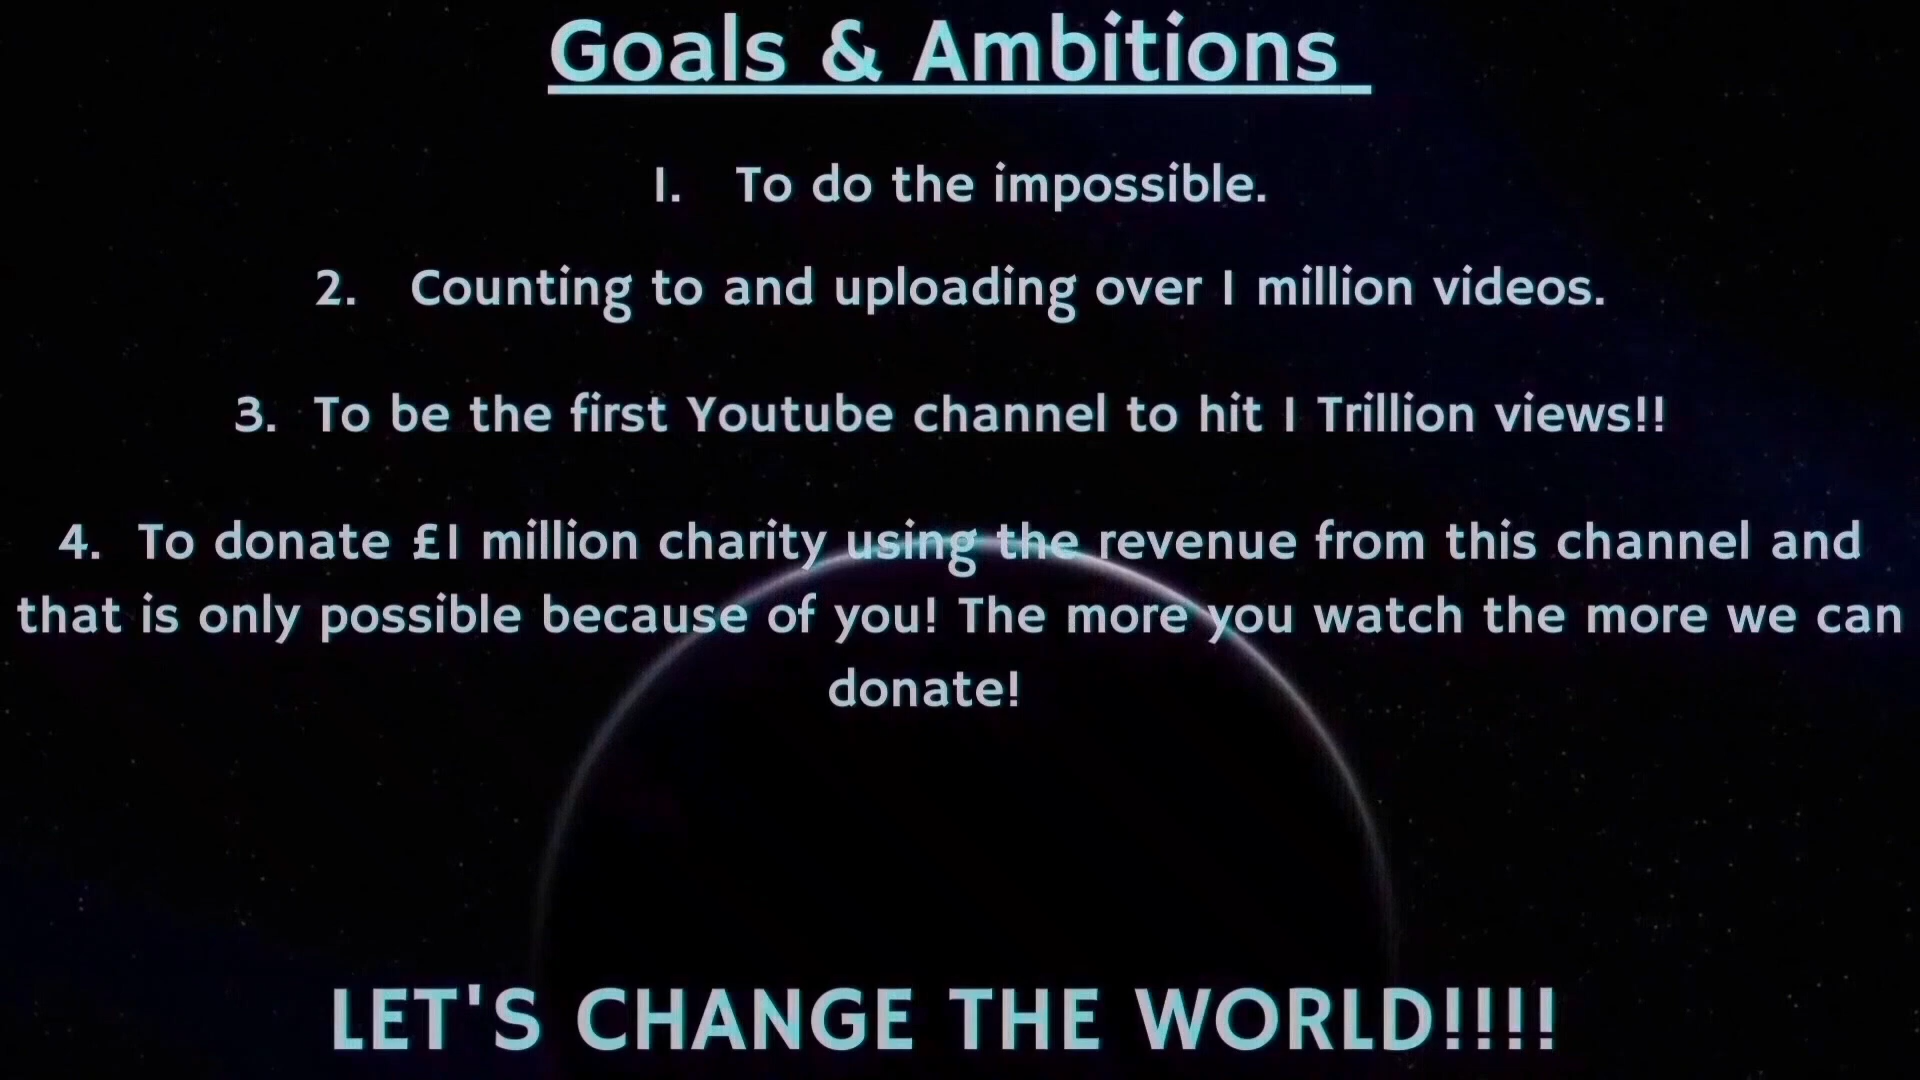 Goals & Ambitions
1. To do the impossible.
2. Counting to and uploading over 1 million videos.
3. To be the first Youtube channel to hit 1 Trillion views!!
4. To donate £1 million charity using the revenue from this channel and
that is only possible because of you! The more you watch the more we can
donate!
LET'S CHANGE THE WORLD!!!!